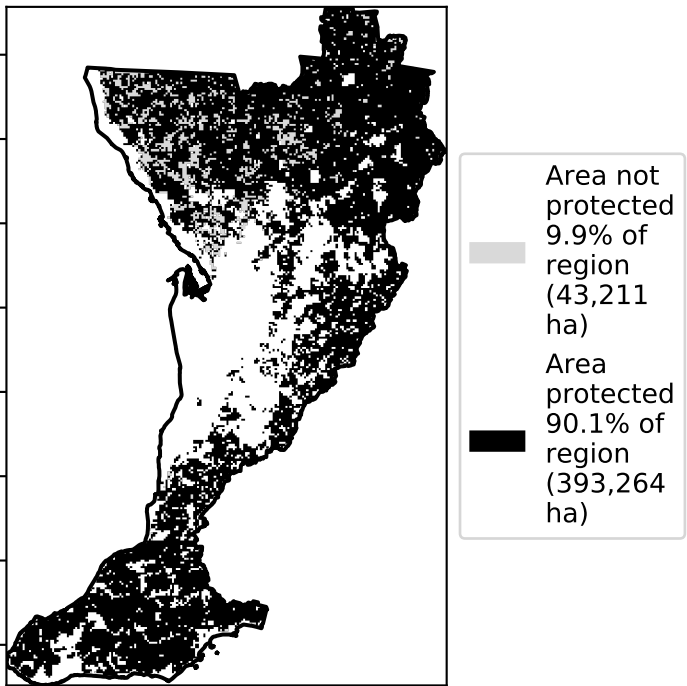 Area not
protected
9.9% of
region
(43,211
ha)
Area
protected
90.1% of
region
(393,264
ha)